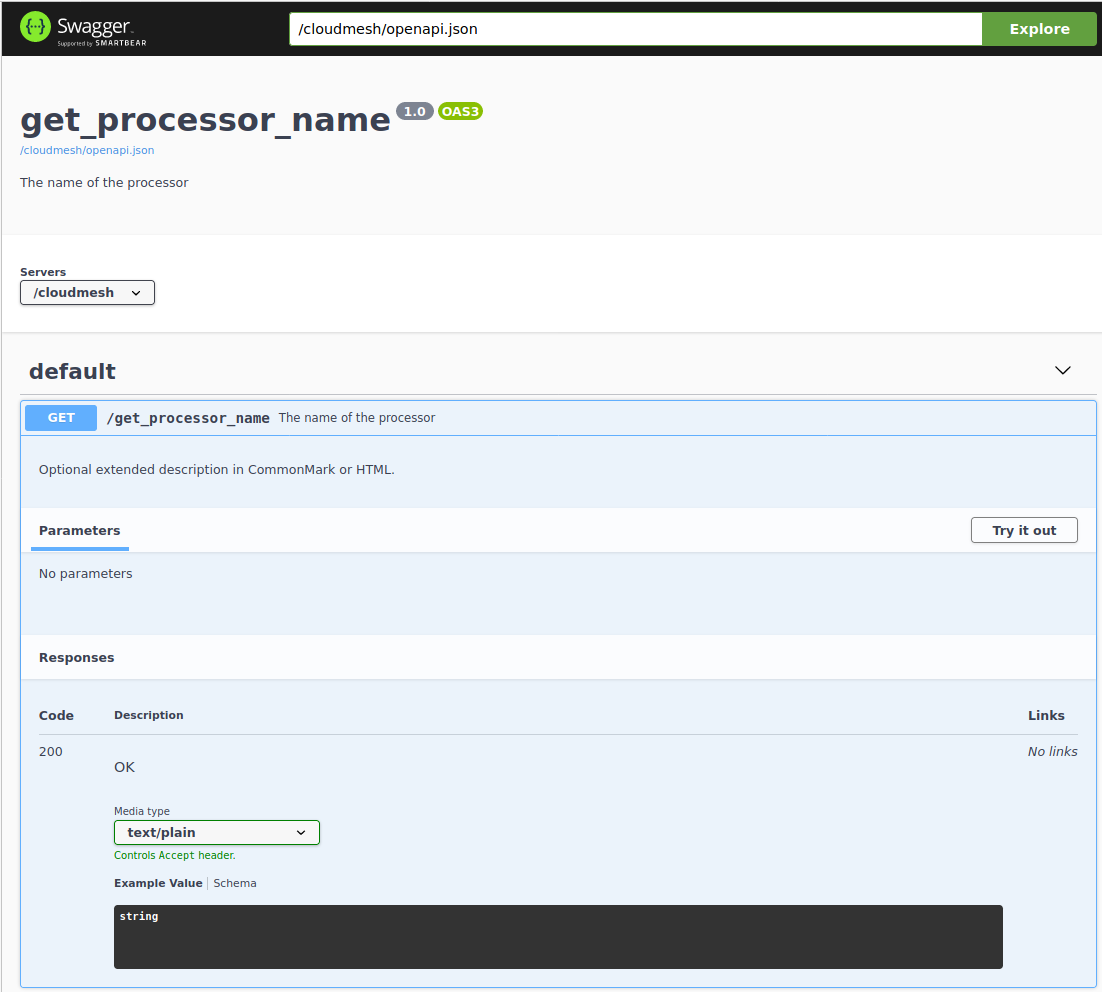 Swagger
Supported by SMARTBEAR
/cloudmesh/openapi.json
Explore
get_processor_name 1.0 OAS3
/cloudmesh/openapi.json
The name of the processor
Servers
/cloudmesh
default
GET /get_processor_name The name of the processor
Optional extended description in CommonMark or HTML.
Parameters
Try it out
No parameters
Responses
Code Description Links
200 No links
OK
Media type
text/plain
Controls Accept header.
Example Value Schema
string